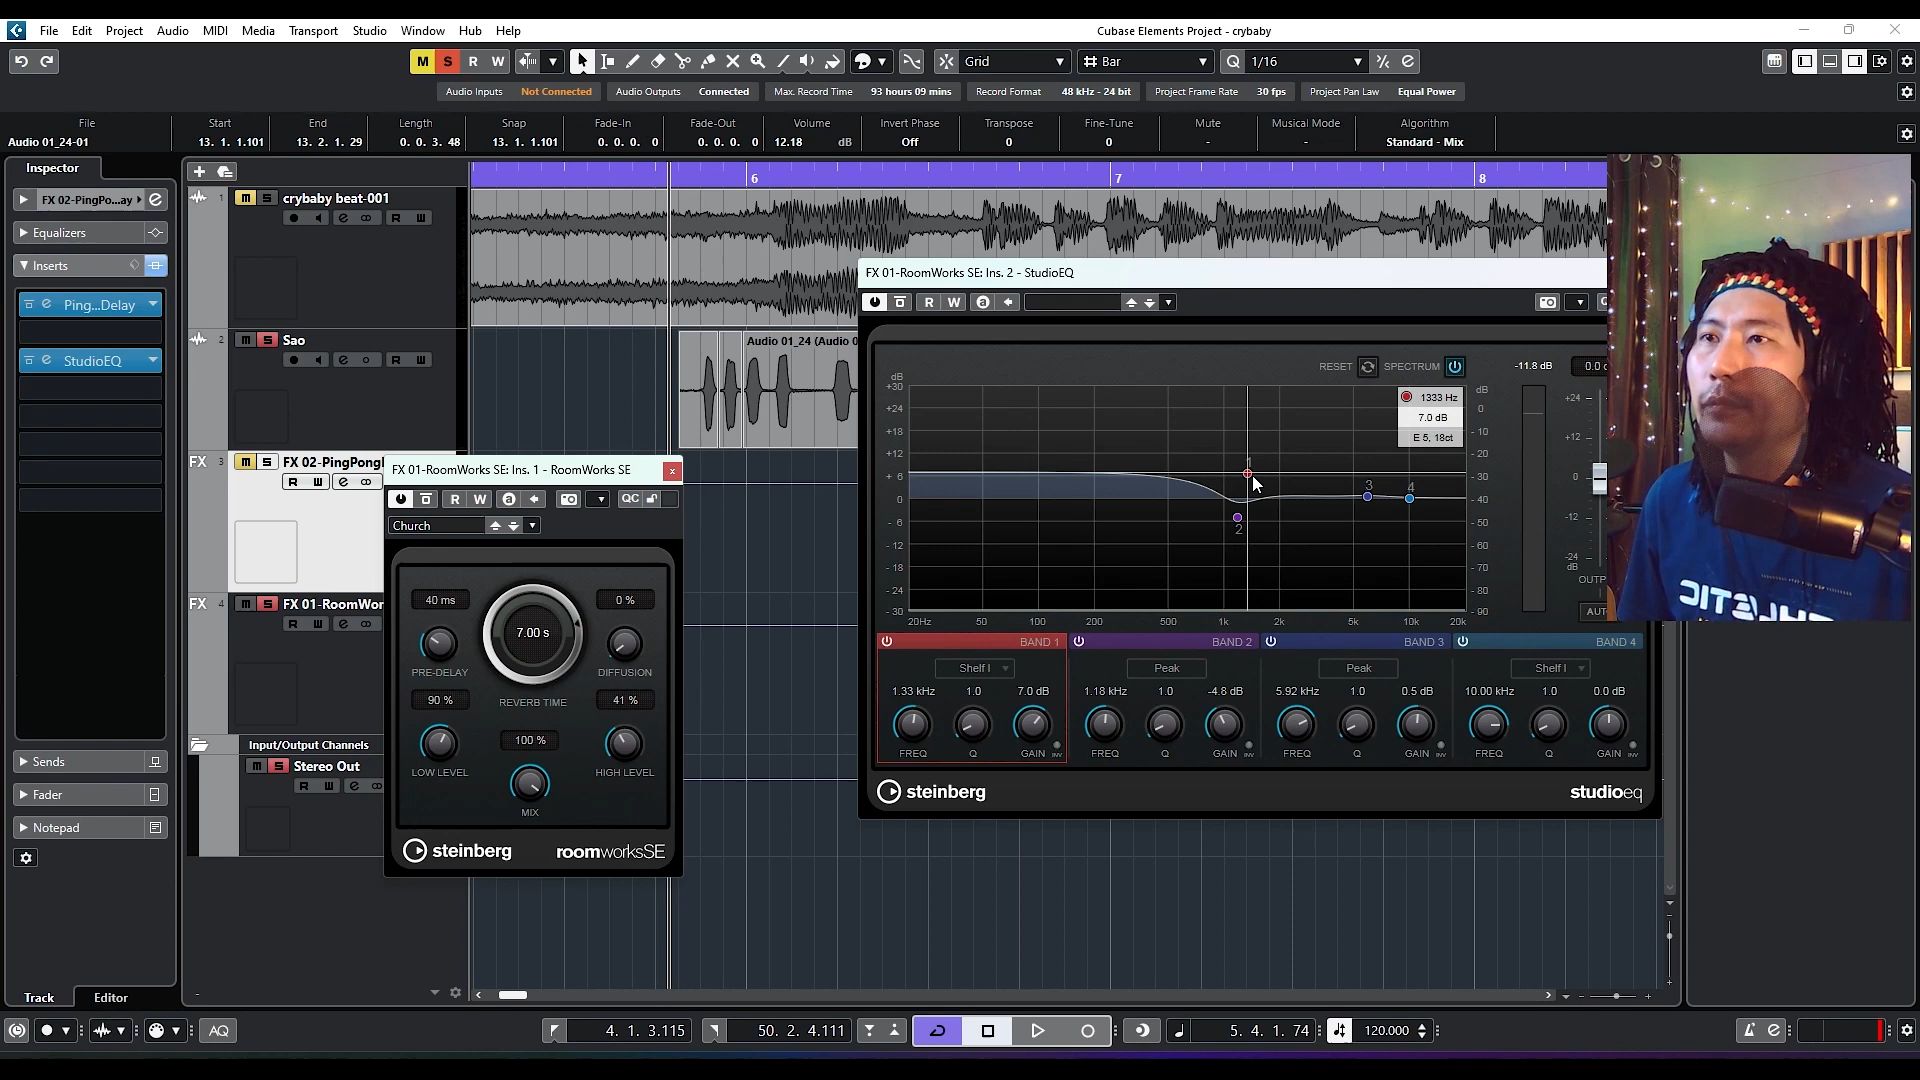 File Edit Project Audio MIDI Media Transport Studio Window Hub Help
Cubase Elements Project - crybaby
M S R W
Grid
Bar
Q 1/16
Audio Inputs Not Connected
Audio Outputs Connected
Max. Record Time 93 hours 09 mins
Record Format 48 kHz - 24 bit
Project Frame Rate 30 fps
Project Pan Law Equal Power
File Start End Length Snap Fade-In Fade-Out Volume Invert Phase Transpose Fine-Tune Mute Musical Mode Algorithm
Audio 01_24-01 13. 1. 1.101 13. 2. 1. 29 0. 0. 3. 48 13. 1. 1.101 0. 0. 0. 0 0. 0. 0. 0 12.18 dB Off 0 0 - - Standard - Mix
Inspector
FX 02-PingPo...ay
Equalizers
Inserts
Ping...Delay
StudioEQ
Sends
Fader
Notepad
Track Editor
1 m S crybaby beat-001
R
2 m S Sao
R
FX 3 m S FX 02-PingPong
R
FX 4 m S FX 01-RoomWor
R
Input/Output Channels
m S Stereo Out
R
6 7 8
Audio 01_24 (Audio 0
FX 01-RoomWorks SE: Ins. 1 - RoomWorks SE
x
R W a QC
Church
40 ms 0 %
7.00 s
PRE-DELAY DIFFUSION
90 % REVERB TIME 41 %
100 %
LOW LEVEL HIGH LEVEL
MIX
steinberg roomworksSE
FX 01-RoomWorks SE: Ins. 2 - StudioEQ
R W a
RESET SPECTRUM -11.8 dB
dB
+30
+24
+18
+12
+ 6
0
- 6
-12
-18
-24
-30
dB
0
- 10
- 20
- 30
- 40
- 50
- 60
- 70
- 80
- 90
1333 Hz
7.0 dB
E 5, 18ct
1 2 3 4
20Hz 50 100 200 500 1k 2k 5k 10k 20k
+24
+12
0
-12
-24
dB
OUTP
AUT
BAND 1 BAND 2 BAND 3 BAND 4
Shelf I Peak Peak Shelf I
1.33 kHz 1.0 7.0 dB 1.18 kHz 1.0 -4.8 dB 5.92 kHz 1.0 0.5 dB 10.00 kHz 1.0 0.0 dB
FREQ Q GAIN INV FREQ Q GAIN INV FREQ Q GAIN INV FREQ Q GAIN INV
steinberg studioeq
AQ
4. 1. 3.115
50. 2. 4.111
5. 4. 1. 74
120.000